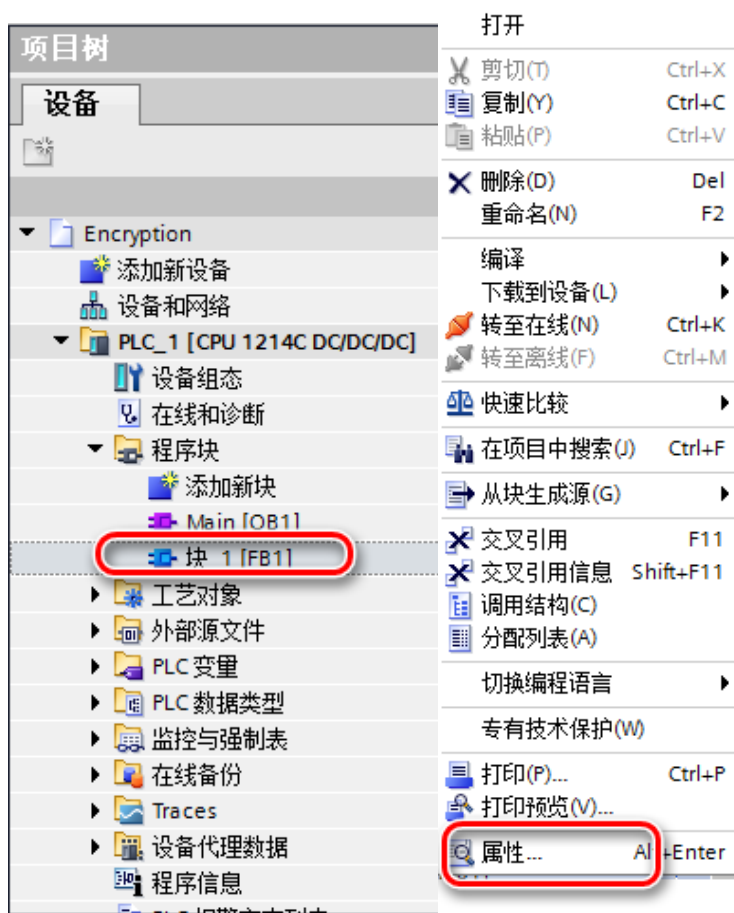 项目树
设备
Encryption
添加新设备
设备和网络
PLC_1 [CPU 1214C DC/DC/DC]
设备组态
在线和诊断
程序块
添加新块
Main [OB1]
块_1 [FB1]
工艺对象
外部源文件
PLC 变量
PLC 数据类型
监控与强制表
在线备份
Traces
设备代理数据
程序信息
打开
剪切(T) Ctrl+X
复制(Y) Ctrl+C
粘贴(P) Ctrl+V
删除(D) Del
重命名(N) F2
编译
下载到设备(L)
转至在线(N) Ctrl+K
转至离线(F) Ctrl+M
快速比较
在项目中搜索(J) Ctrl+F
从块生成源(G)
交叉引用 F11
交叉引用信息 Shift+F11
调用结构(C)
分配列表(A)
切换编程语言
专有技术保护(W)
打印(P)... Ctrl+P
打印预览(V)...
属性... Alt+Enter